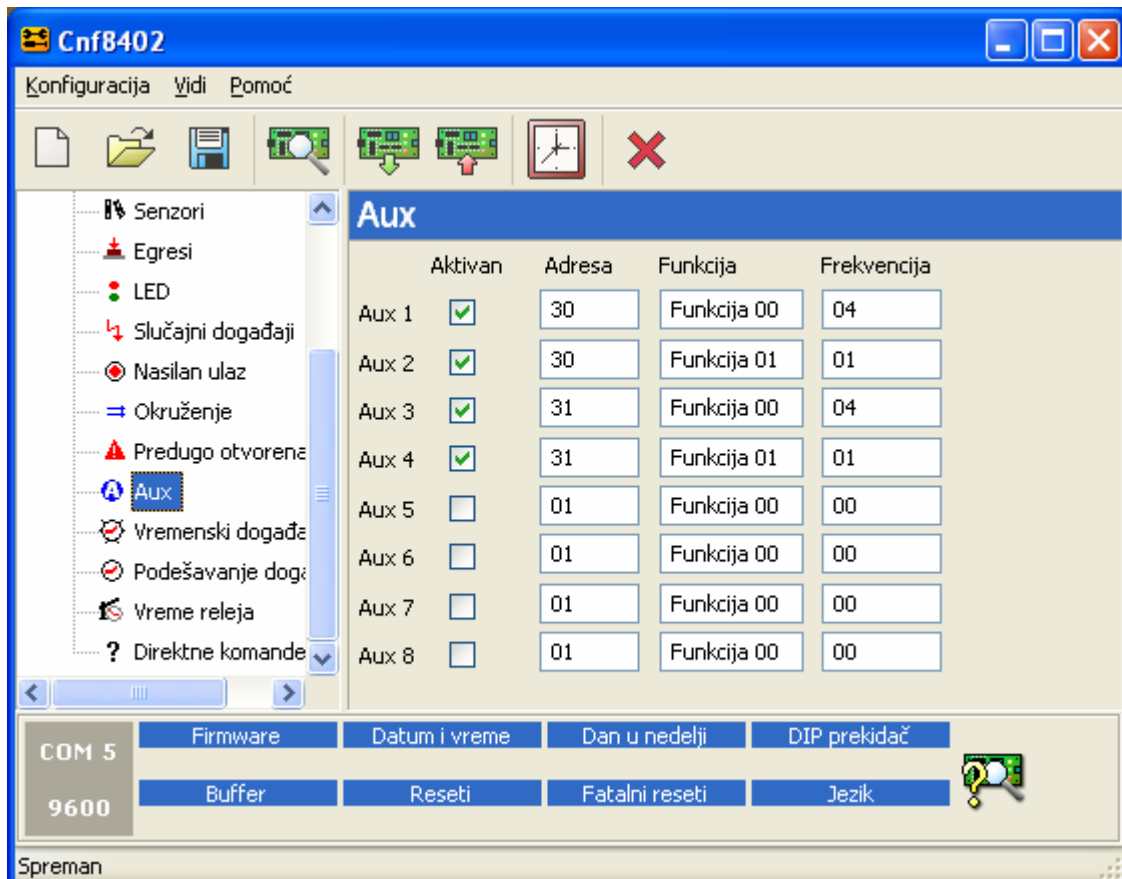 Cnf8402
Konfiguracija Vidi Pomoć
Senzori
Egresi
LED
Slučajni događaji
Nasilan ulaz
Okruženje
Predugo otvorena
Aux
Vremenski događa
Podešavanje doga
Vreme releja
? Direktne komande
Aux
Aktivan Adresa Funkcija Frekvencija
Aux 1 30 Funkcija 00 04
Aux 2 30 Funkcija 01 01
Aux 3 31 Funkcija 00 04
Aux 4 31 Funkcija 01 01
Aux 5 01 Funkcija 00 00
Aux 6 01 Funkcija 00 00
Aux 7 01 Funkcija 00 00
Aux 8 01 Funkcija 00 00
COM 5
9600
Firmware Datum i vreme Dan u nedelji DIP prekidač
Buffer Reseti Fatalni reseti Jezik
Spreman